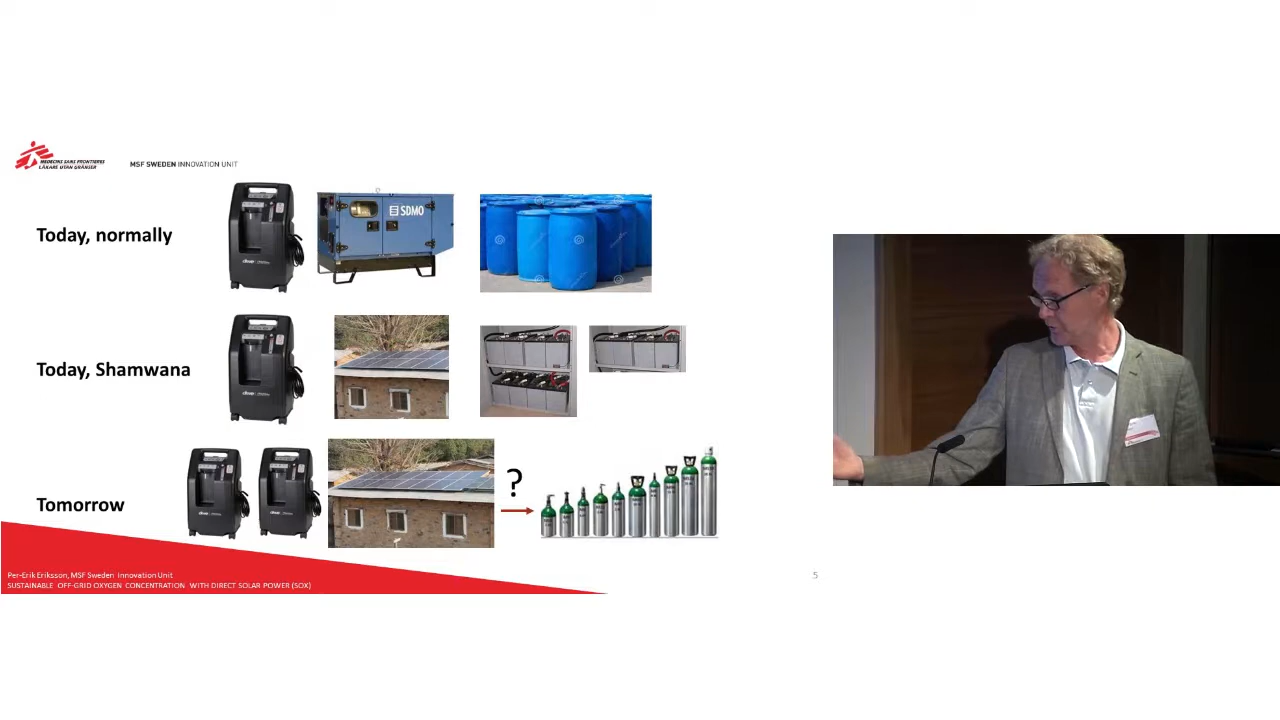 MEDECINS SANS FRONTIERES
LÄKARE UTAN GRÄNSER
MSF SWEDEN INNOVATION UNIT
Today, normally
SDMO
Today, Shamwana
Tomorrow
?
Per-Erik Eriksson, MSF Sweden Innovation Unit
SUSTAINABLE OFF-GRID OXYGEN CONCENTRATION WITH DIRECT SOLAR POWER (SOX)
5